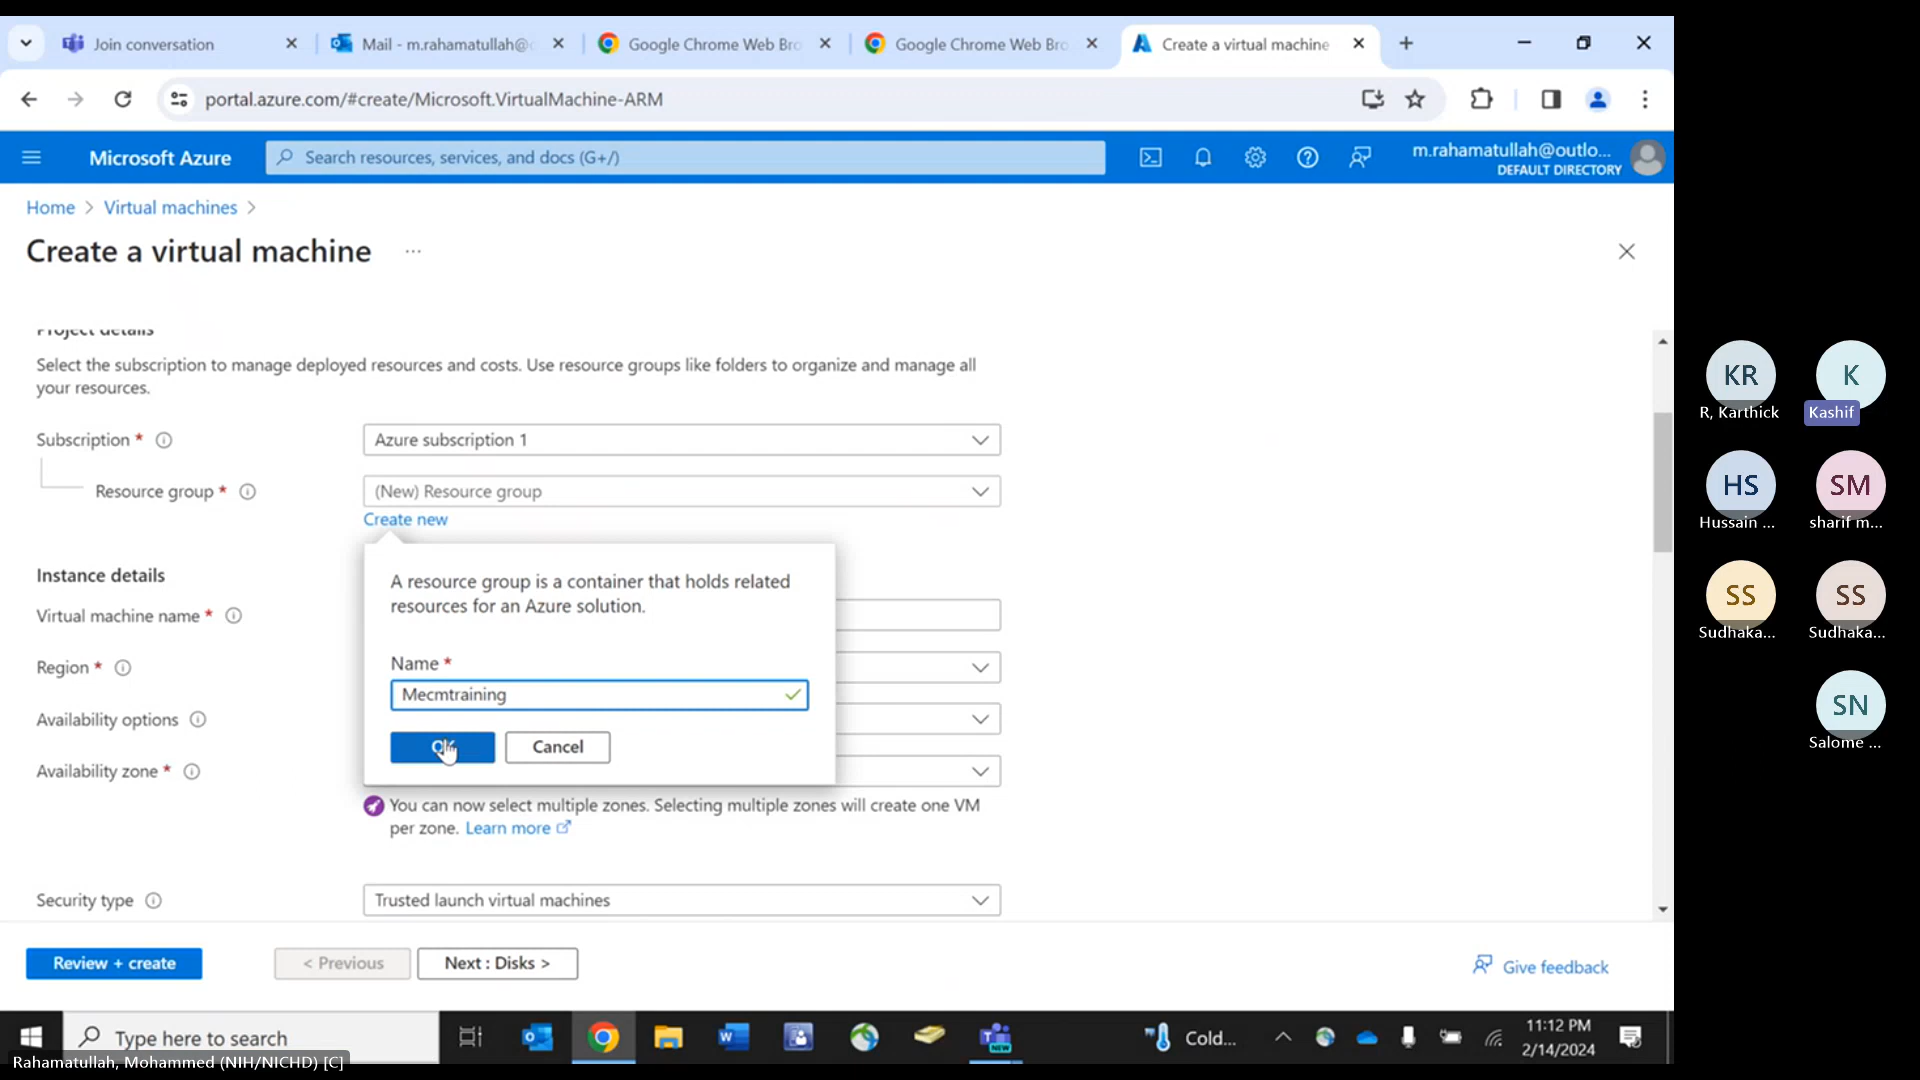 Join conversation
Mail - m.rahamatullah@
Google Chrome Web Bro
Google Chrome Web Bro
Create a virtual machine
portal.azure.com/#create/Microsoft.VirtualMachine-ARM
Microsoft Azure
Search resources, services, and docs (G+/)
m.rahamatullah@outlo...
DEFAULT DIRECTORY
Home > Virtual machines >
Create a virtual machine ...
Project details
Select the subscription to manage deployed resources and costs. Use resource groups like folders to organize and manage all
your resources.
Subscription *
Azure subscription 1
Resource group *
(New) Resource group
Create new
A resource group is a container that holds related
resources for an Azure solution.
Name *
Mecmtraining
OK
Cancel
Instance details
Virtual machine name *
Region *
Availability options
Availability zone *
You can now select multiple zones. Selecting multiple zones will create one VM
per zone. Learn more
Security type
Trusted launch virtual machines
Review + create
< Previous
Next : Disks >
Give feedback
Type here to search
NEW
Cold...
11:12 PM
2/14/2024
Rahamatullah, Mohammed (NIH/NICHD) [C]
KR
R, Karthick
K
Kashif
HS
Hussain ...
SM
sharif m...
SS
Sudhaka...
SS
Sudhaka...
SN
Salome ...